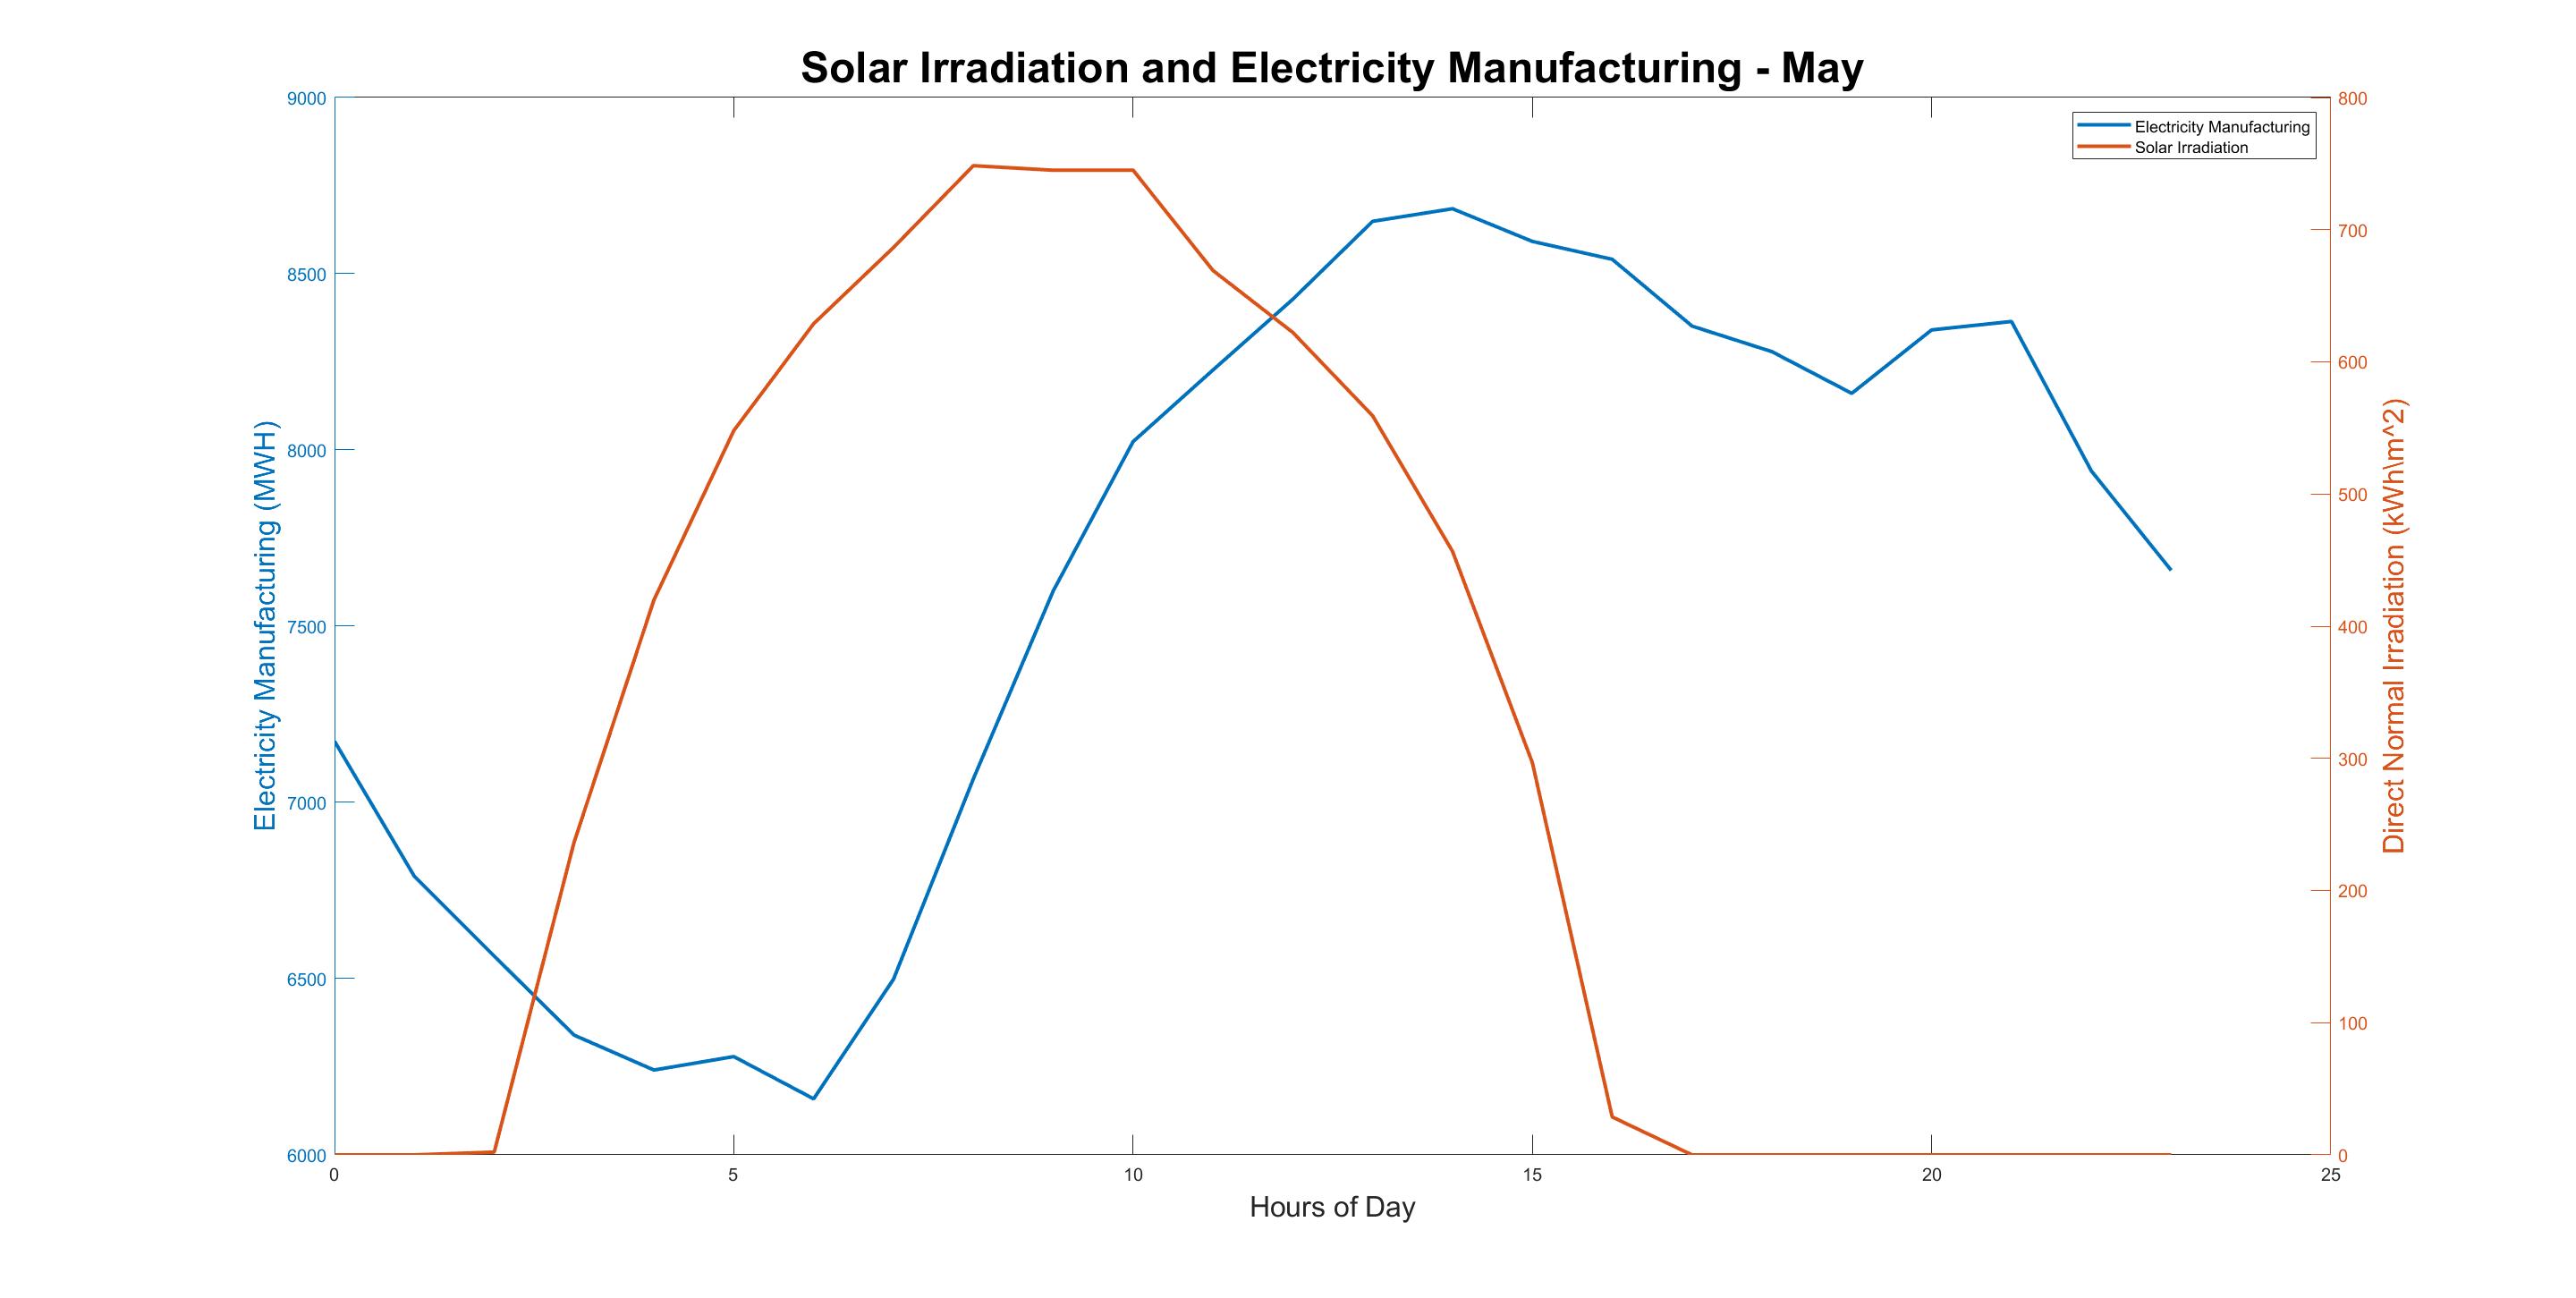 Solar Irradiation and Electricity Manufacturing - May
Electricity Manufacturing
Solar Irradiation
Electricity Manufacturing (MWH)
9000
8500
8000
7500
7000
6500
6000
800
700
600
500
400
300
200
100
0
Direct Normal Irradiation (kWh\m^2)
0 5 10 15 20 25
Hours of Day